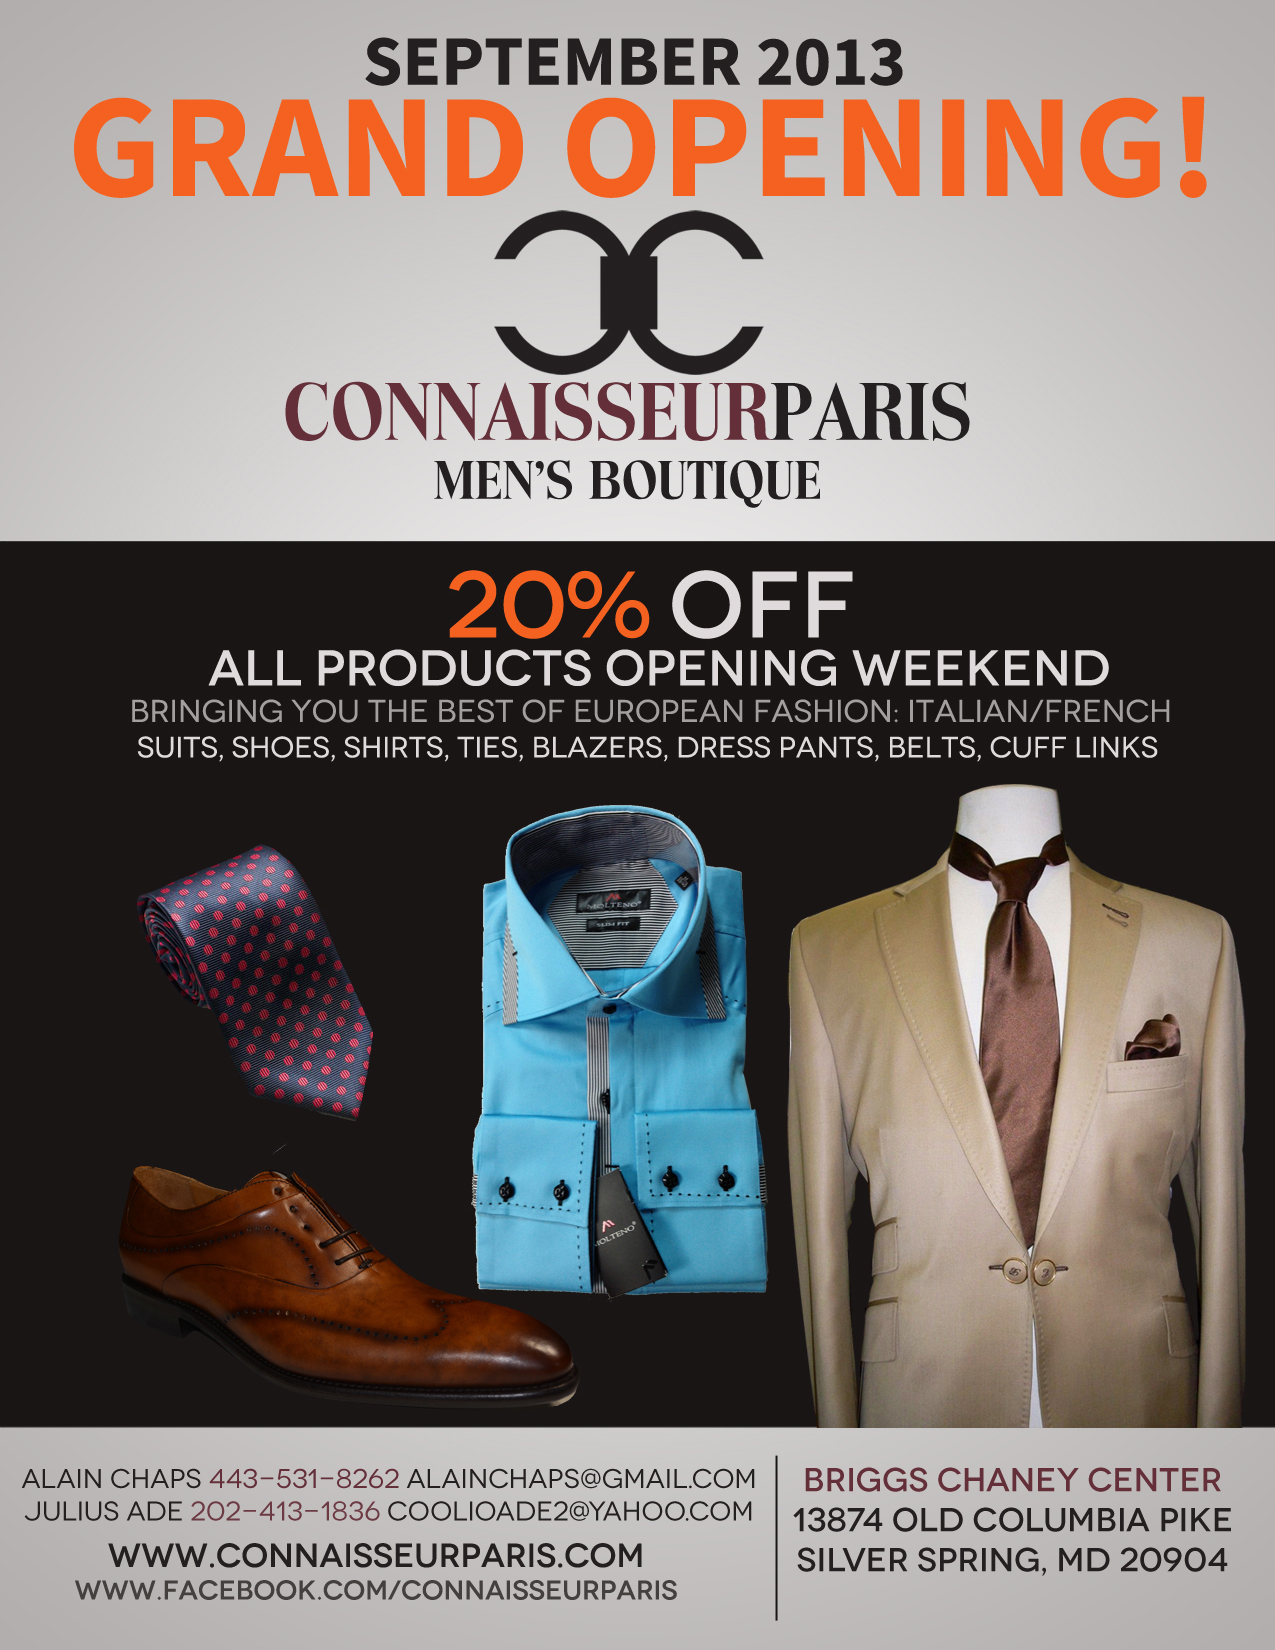 SEPTEMBER 2013
GRAND OPENING!
CONNAISSEURPARIS
MEN'S BOUTIQUE
20% OFF
ALL PRODUCTS OPENING WEEKEND
BRINGING YOU THE BEST OF EUROPEAN FASHION: ITALIAN/FRENCH
SUITS, SHOES, SHIRTS, TIES, BLAZERS, DRESS PANTS, BELTS, CUFF LINKS
MOLTENO®
SLIM FIT
MOLTENO®
ALAIN CHAPS 443-531-8262 ALAINCHAPS@GMAIL.COM
JULIUS ADE 202-413-1836 COOLIOADE2@YAHOO.COM
WWW.CONNAISSEURPARIS.COM
WWW.FACEBOOK.COM/CONNAISSEURPARIS
BRIGGS CHANEY CENTER
13874 OLD COLUMBIA PIKE
SILVER SPRING, MD 20904